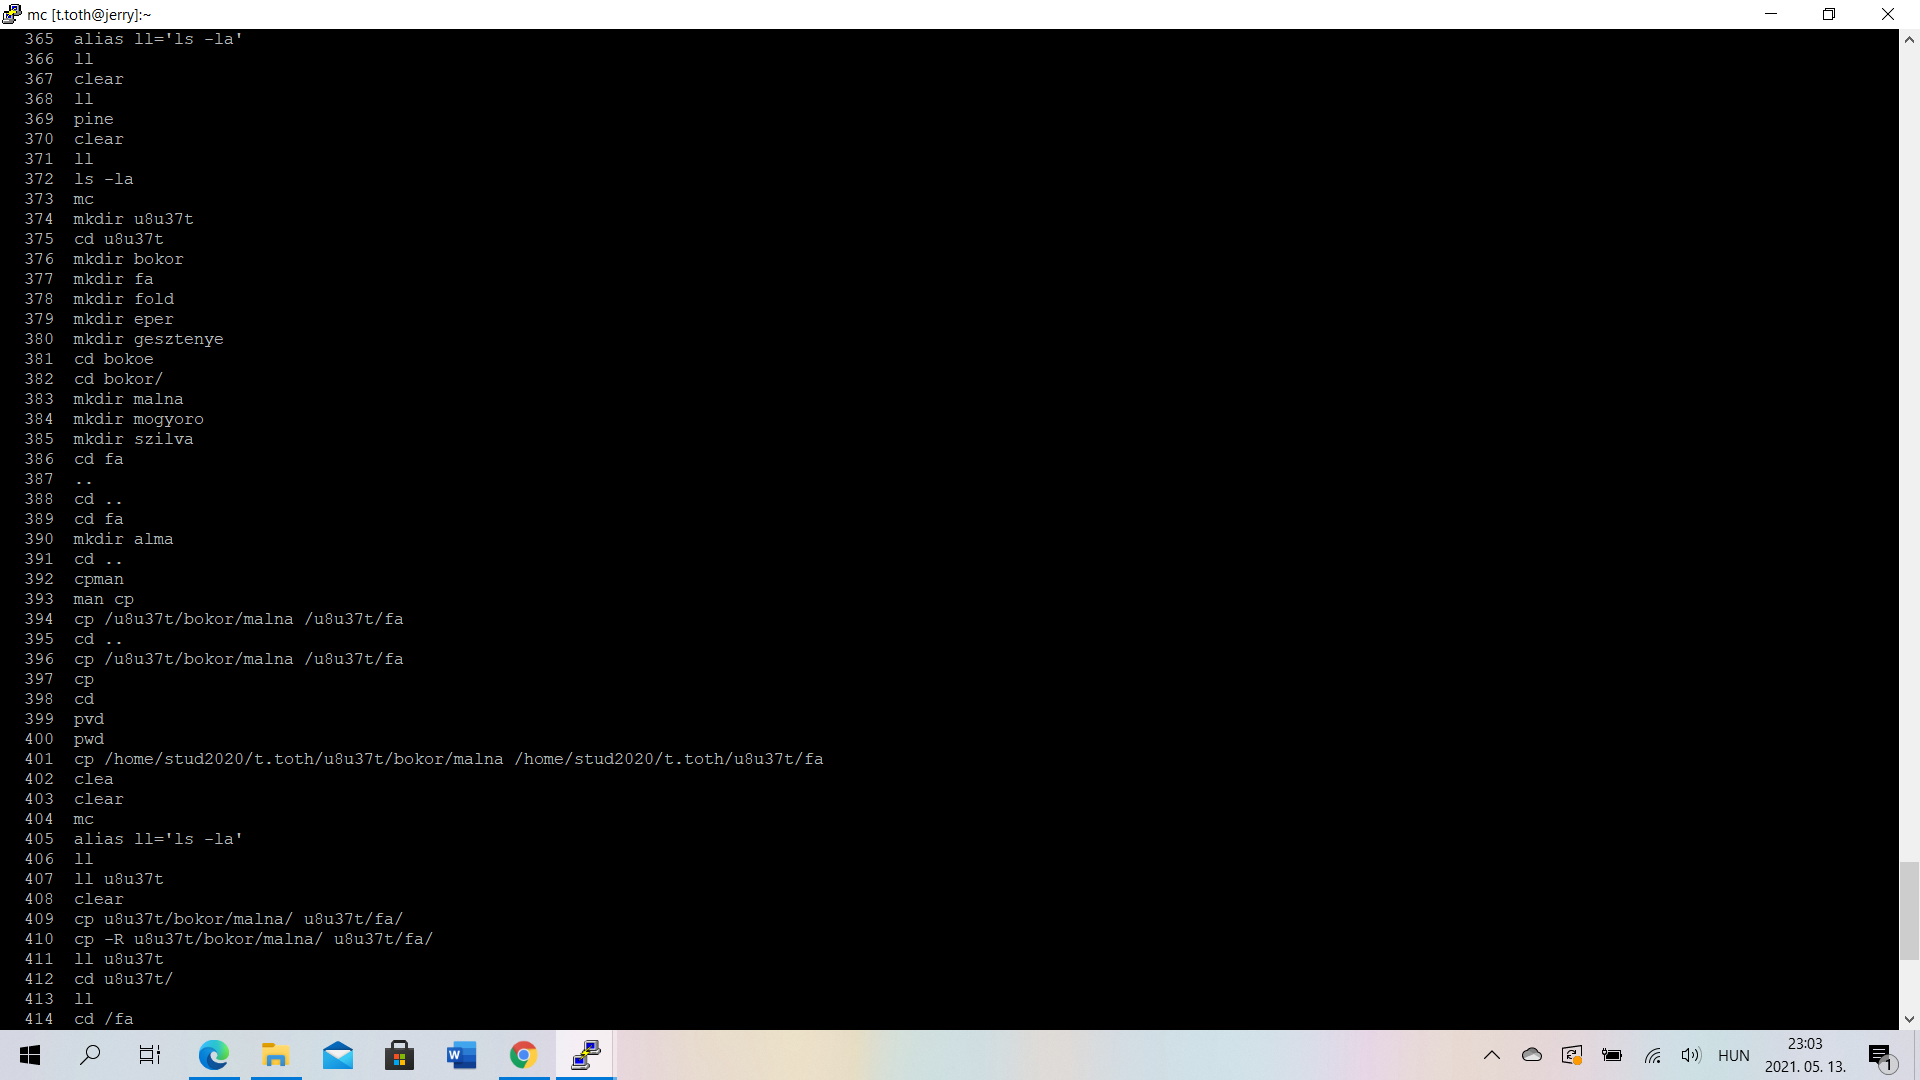 mc [t.toth@jerry]:~
365 alias ll='ls -la'
366 ll
367 clear
368 ll
369 pine
370 clear
371 ll
372 ls -la
373 mc
374 mkdir u8u37t
375 cd u8u37t
376 mkdir bokor
377 mkdir fa
378 mkdir fold
379 mkdir eper
380 mkdir gesztenye
381 cd bokoe
382 cd bokor/
383 mkdir malna
384 mkdir mogyoro
385 mkdir szilva
386 cd fa
387 ..
388 cd ..
389 cd fa
390 mkdir alma
391 cd ..
392 cpman
393 man cp
394 cp /u8u37t/bokor/malna /u8u37t/fa
395 cd ..
396 cp /u8u37t/bokor/malna /u8u37t/fa
397 cp
398 cd
399 pvd
400 pwd
401 cp /home/stud2020/t.toth/u8u37t/bokor/malna /home/stud2020/t.toth/u8u37t/fa
402 clea
403 clear
404 mc
405 alias ll='ls -la'
406 ll
407 ll u8u37t
408 clear
409 cp u8u37t/bokor/malna/ u8u37t/fa/
410 cp -R u8u37t/bokor/malna/ u8u37t/fa/
411 ll u8u37t
412 cd u8u37t/
413 ll
414 cd /fa
W
HUN
23:03
2021. 05. 13.
1